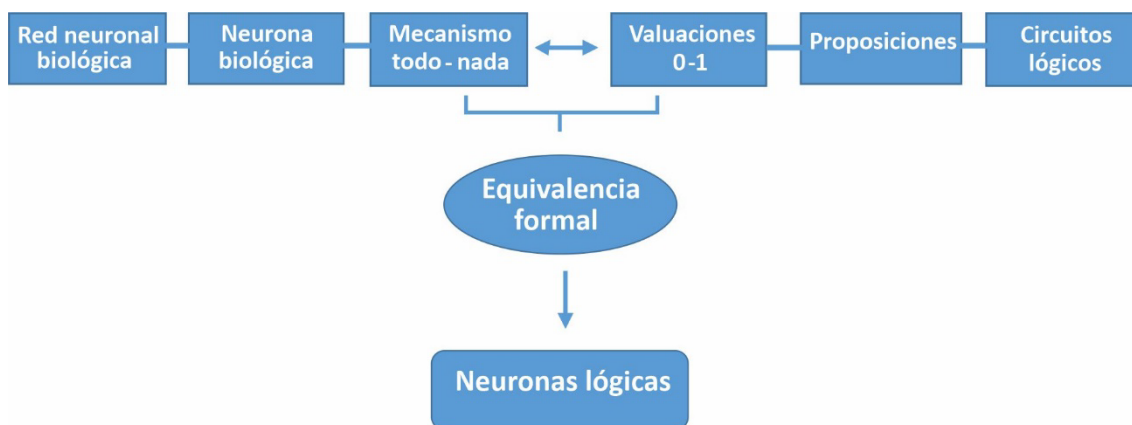 Red neuronal
biológica
Neurona
biológica
Mecanismo
todo - nada
Valuaciones
0 -1
Proposiciones
Circuitos
lógicos
Equivalencia
formal
Neuronas lógicas